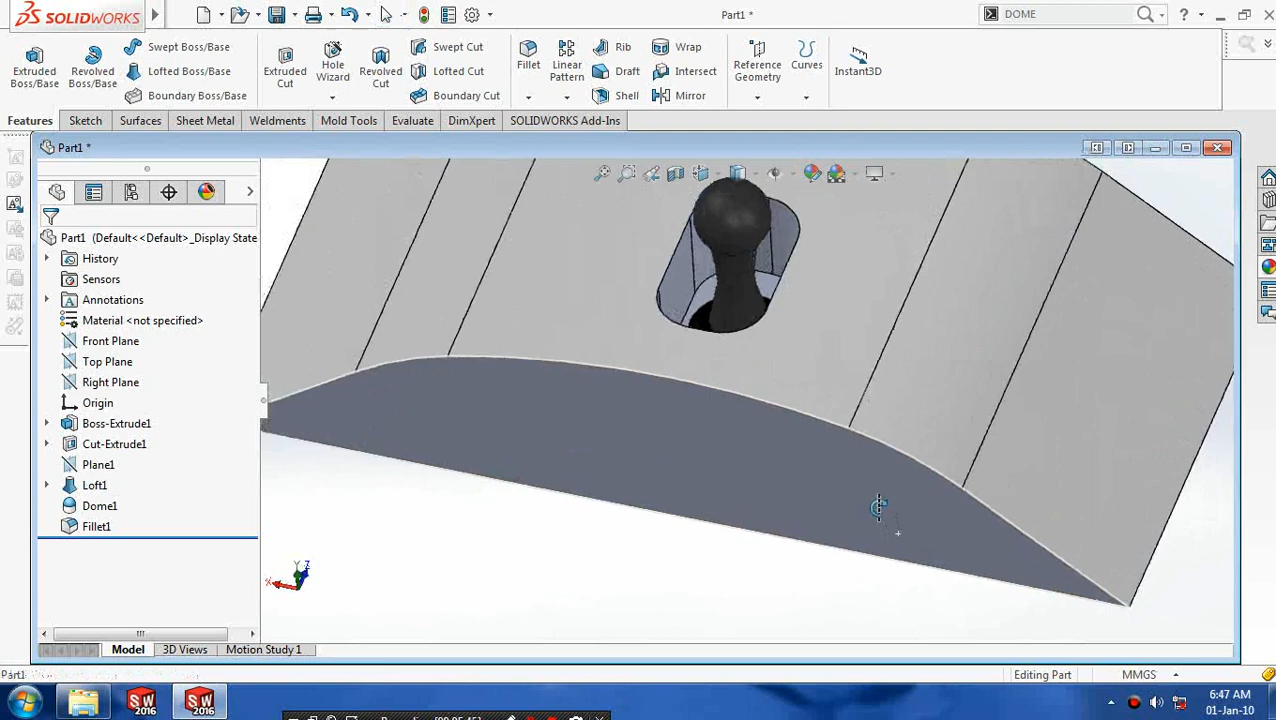 SOLIDWORKS
Part1 *
DOME
Extruded Boss/Base
Revolved Boss/Base
Swept Boss/Base
Lofted Boss/Base
Boundary Boss/Base
Extruded Cut
Hole Wizard
Revolved Cut
Swept Cut
Lofted Cut
Boundary Cut
Fillet
Linear Pattern
Rib
Draft
Shell
Wrap
Intersect
Mirror
Reference Geometry
Curves
Instant3D
Features
Sketch
Surfaces
Sheet Metal
Weldments
Mold Tools
Evaluate
DimXpert
SOLIDWORKS Add-Ins
Part1 *
Part1 (Default<<Default>_Display State
History
Sensors
Annotations
Material <not specified>
Front Plane
Top Plane
Right Plane
Origin
Boss-Extrude1
Cut-Extrude1
Plane1
Loft1
Dome1
Fillet1
Y
Z
X
Model
3D Views
Motion Study 1
Part1
Editing Part
MMGS
SW 2016
SW 2016
6:47 AM
01-Jan-10